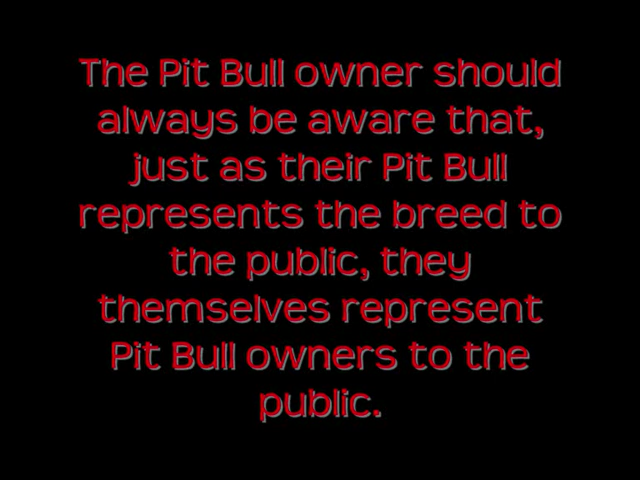 The Pit Bull owner should
always be aware that,
just as their Pit Bull
represents the breed to
the public, they
themselves represent
Pit Bull owners to the
public.